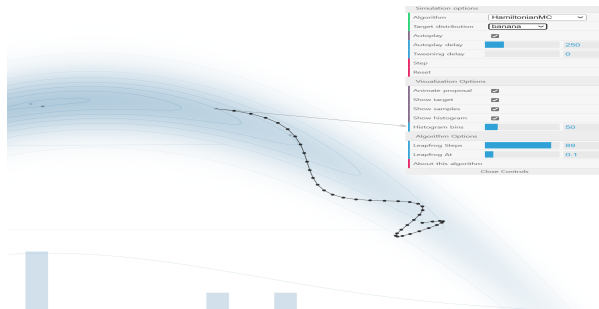 Simulation options
Algorithm HamiltonianMC
Target distribution banana
Autoplay
Autoplay delay 250
Tweening delay 0
Step
Reset
Visualization Options
Animate proposal
Show target
Show samples
Show histogram
Histogram bins 50
Algorithm Options
Leapfrog Steps 89
Leapfrog Δt 0.1
About this algorithm
Close Controls